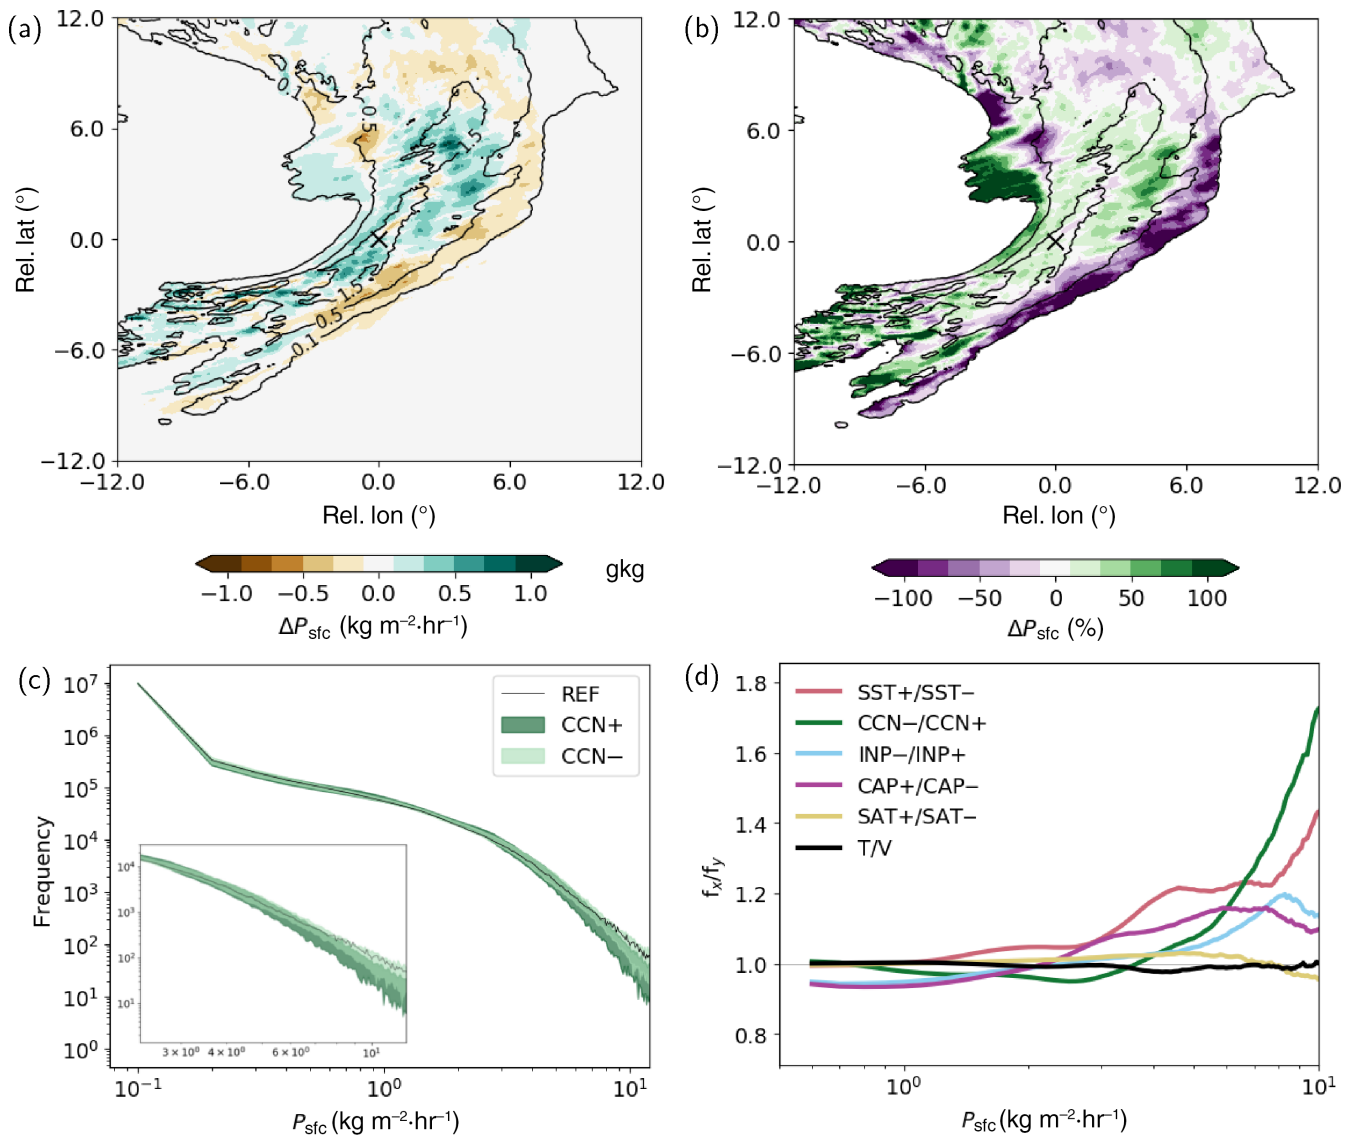 (a)
12.0
6.0
0.0
−6.0
−12.0
Rel. lat (°)
0.5
1.5
0.5
0.1
−12.0 −6.0 0.0 6.0 12.0
Rel. lon (°)
−1.0 −0.5 0.0 0.5 1.0
gkg
ΔPsfc (kg m⁻²·hr⁻¹)
(b)
12.0
6.0
0.0
−6.0
−12.0
Rel. lat (°)
−12.0 −6.0 0.0 6.0 12.0
Rel. lon (°)
−100 −50 0 50 100
ΔPsfc (%)
(c)
10⁷
10⁶
10⁵
10⁴
10³
10²
10¹
10⁰
Frequency
REF
CCN+
CCN−
10⁴
10³
10²
10¹
3 × 10⁰ 4 × 10⁰ 6 × 10⁰ 10¹
10⁻¹ 10⁰ 10¹
Psfc (kg m⁻²·hr⁻¹)
(d)
1.8
1.6
1.4
1.2
1.0
0.8
fx/fy
SST+/SST−
CCN−/CCN+
INP−/INP+
CAP+/CAP−
SAT+/SAT−
T/V
10⁰ 10¹
Psfc (kg m⁻²·hr⁻¹)